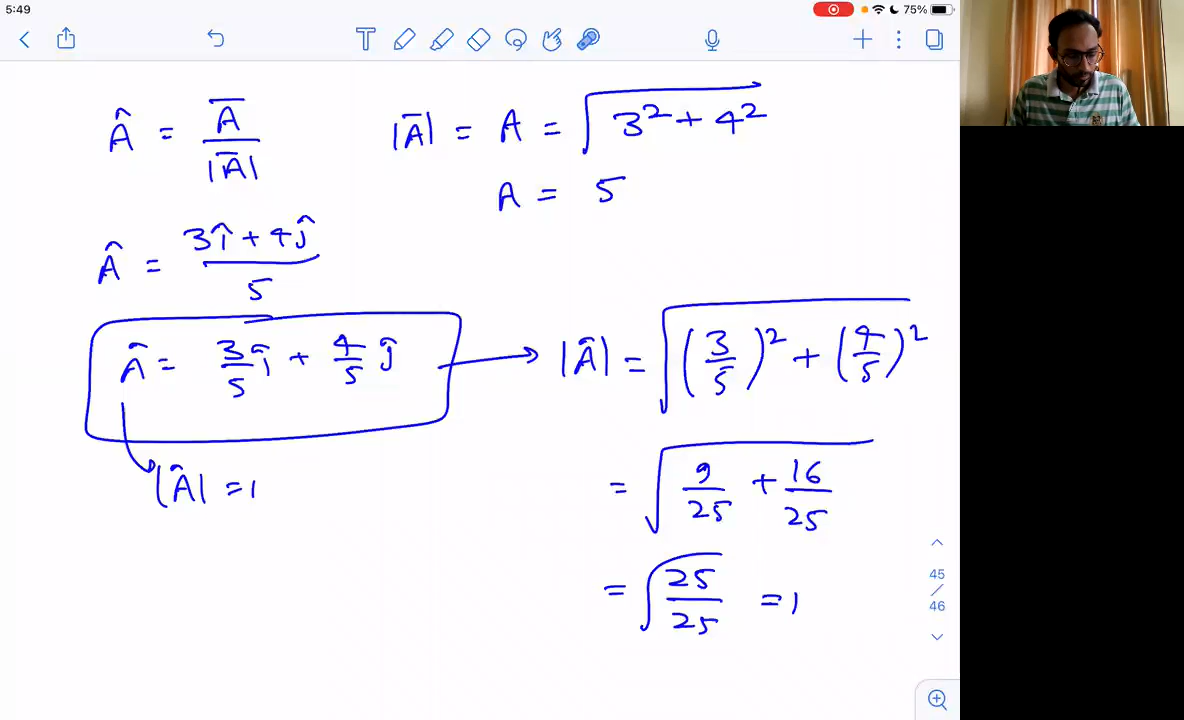 5:49
75%
T
Â = A̅ / |A̅|
|A̅| = A = √(3² + 4²)
A = 5
Â = (3î + 4ĵ) / 5
Â = 3/5 î + 4/5 ĵ → |Â| = √((3/5)² + (4/5)²)
|Â| = 1
= √(9/25 + 16/25)
= √(25/25) = 1
45
/
46